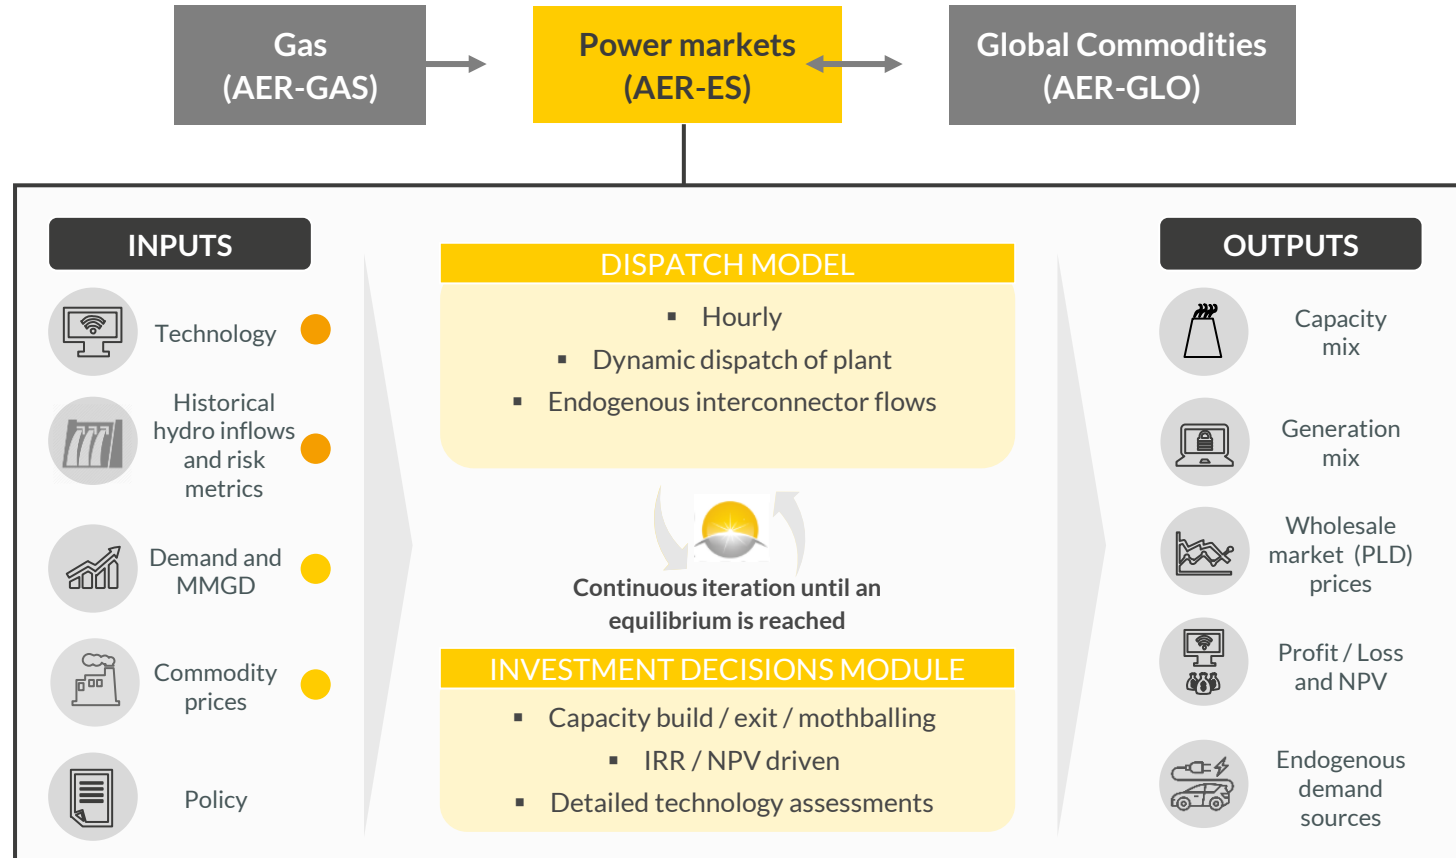 Gas
(AER-GAS)
Power markets
(AER-ES)
Global Commodities
(AER-GLO)
INPUTS
Technology
Historical
hydro inflows
and risk
metrics
Demand and
MMGD
Commodity
prices
Policy
DISPATCH MODEL
▪ Hourly
▪ Dynamic dispatch of plant
▪ Endogenous interconnector flows
Continuous iteration until an
equilibrium is reached
INVESTMENT DECISIONS MODULE
▪ Capacity build / exit / mothballing
▪ IRR / NPV driven
▪ Detailed technology assessments
OUTPUTS
Capacity
mix
Generation
mix
Wholesale
market (PLD)
prices
Profit / Loss
and NPV
Endogenous
demand
sources